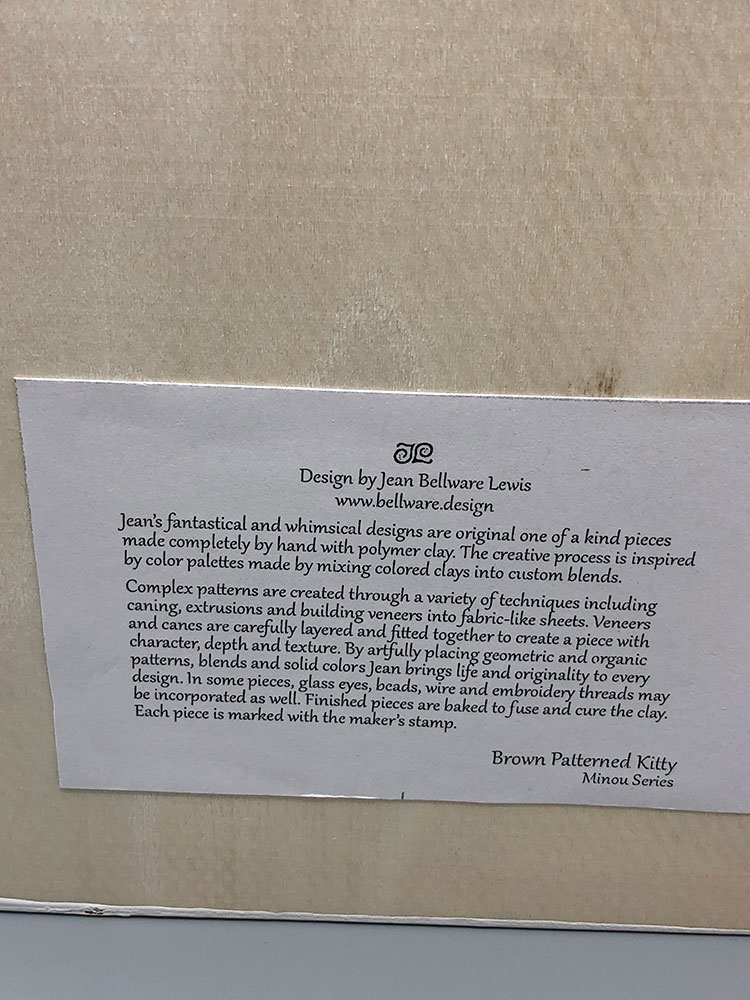 JL
Design by Jean Bellware Lewis
www.bellware.design
Jean's fantastical and whimsical designs are original one of a kind pieces
made completely by hand with polymer clay. The creative process is inspired
by color palettes made by mixing colored clays into custom blends.
Complex patterns are created through a variety of techniques including
caning, extrusions and building veneers into fabric-like sheets. Veneers
and canes are carefully layered and fitted together to create a piece with
character, depth and texture. By artfully placing geometric and organic
patterns, blends and solid colors Jean brings life and originality to every
design. In some pieces, glass eyes, beads, wire and embroidery threads may
be incorporated as well. Finished pieces are baked to fuse and cure the clay.
Each piece is marked with the maker's stamp.
Brown Patterned Kitty
Minou Series